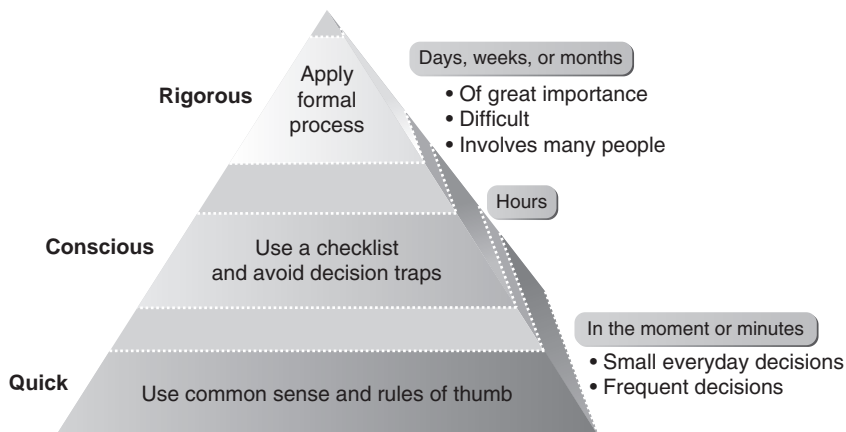 Rigorous
Apply
formal
process
Days, weeks, or months
• Of great importance
• Difficult
• Involves many people
Hours
Conscious
Use a checklist
and avoid decision traps
In the moment or minutes
• Small everyday decisions
• Frequent decisions
Quick
Use common sense and rules of thumb